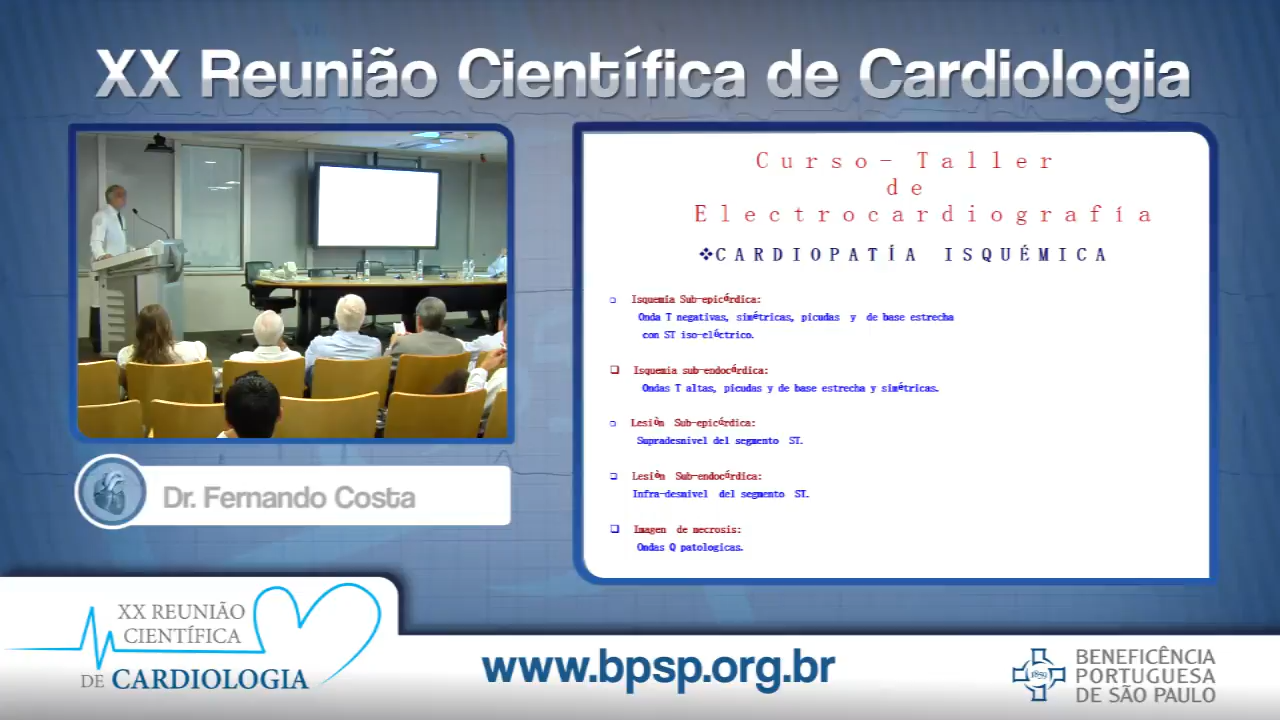 XX Reunião Científica de Cardiologia
Curso- Taller
de
Electrocardiografía
❖CARDIOPATÍA ISQUÉMICA
Isquemia Sub-epicárdica:
Onda T negativas, simétricas, picudas y de base estrecha
con ST iso-eléctrico.
Isquemia sub-endocárdica:
Ondas T altas, picudas y de base estrecha y simétricas.
Lesiòn Sub-epicárdica:
Supradesnivel del segmento ST.
Lesiòn Sub-endocárdica:
Infra-desnivel del segmento ST.
Imagen de necrosis:
Ondas Q patologicas.
Dr. Fernando Costa
XX REUNIÃO
CIENTÍFICA
DE CARDIOLOGIA
www.bpsp.org.br
1859
BENEFICÊNCIA
PORTUGUESA
DE SÃO PAULO